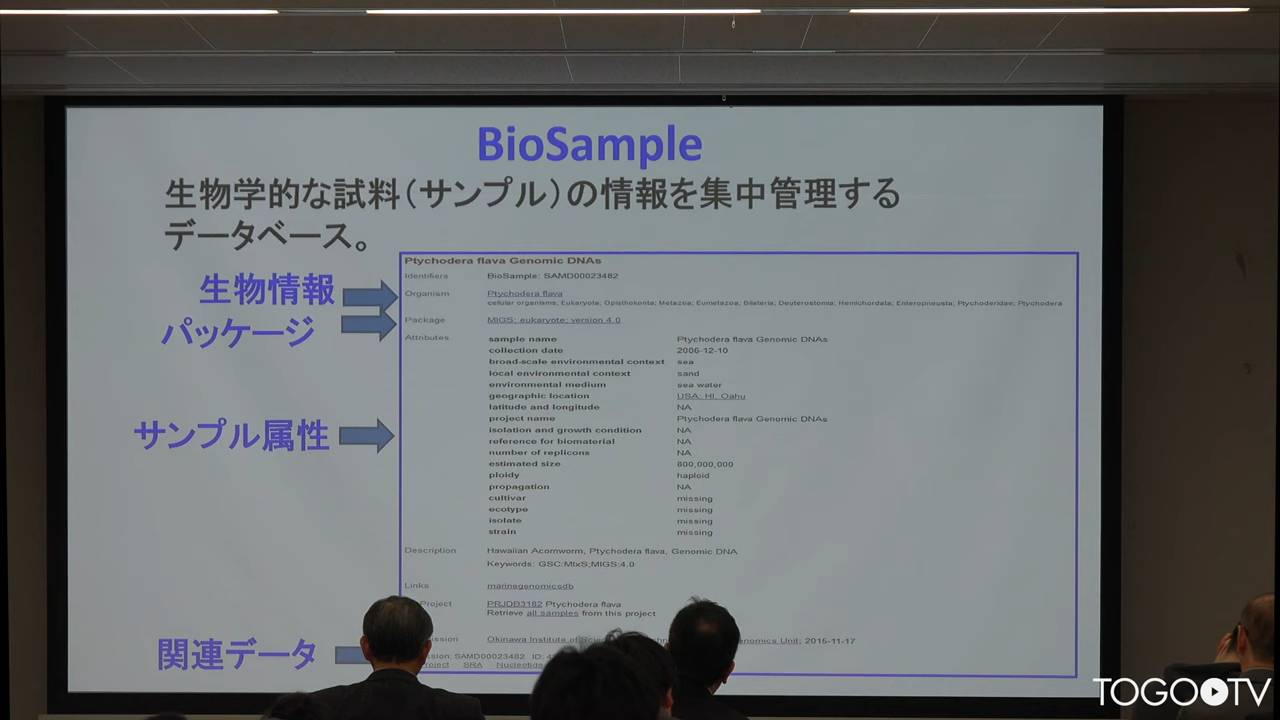 BioSample
生物学的な試料(サンプル)の情報を集中管理する
データベース。
生物情報
パッケージ
サンプル属性
関連データ
Ptychodera flava Genomic DNAs
Identifiers BioSample: SAMD00023482
Organism Ptychodera flava
cellular organisms; Eukaryota; Opisthokonta; Metazoa; Eumetazoa; Bilateria; Deuterostomia; Hemichordata; Enteropneusta; Ptychoderidae; Ptychodera
Package MIGS: eukaryote; version 4.0
Attributes
sample name Ptychodera flava Genomic DNAs
collection date 2006-12-10
broad-scale environmental context sea
local environmental context sand
environmental medium sea water
geographic location USA: HI, Oahu
latitude and longitude NA
project name Ptychodera flava Genomic DNAs
isolation and growth condition NA
reference for biomaterial NA
number of replicons NA
estimated size 800,000,000
ploidy haploid
propagation NA
cultivar missing
ecotype missing
isolate missing
strain missing
Description Hawaiian Acornworm, Ptychodera flava, Genomic DNA
Keywords: GSC:MIxS;MIGS:4.0
Links marinegenomicsdb
Project PRJDB3182 Ptychodera flava
Retrieve all samples from this project
Okinawa Institute of 2015-11-17
SAMD00023482 ID:
SRA
TOGO TV